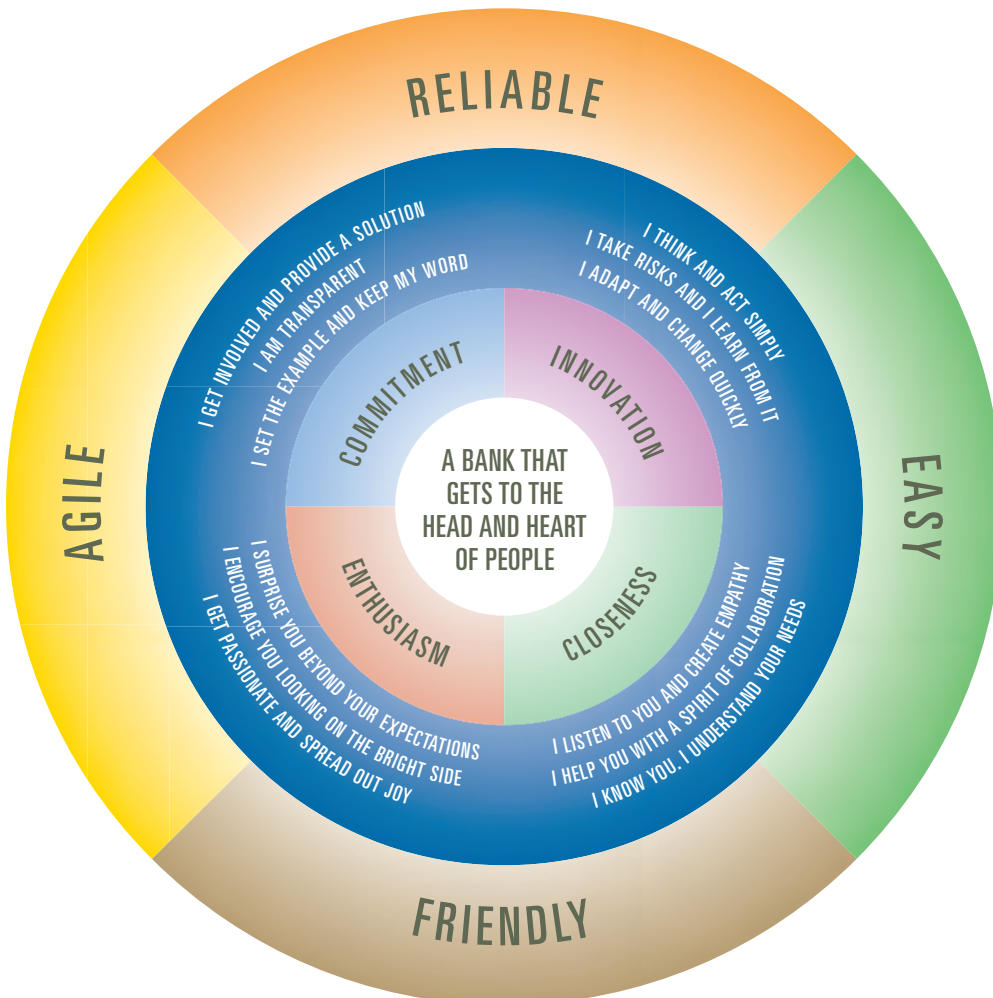 RELIABLE
I GET INVOLVED AND PROVIDE A SOLUTION
I AM TRANSPARENT
I SET THE EXAMPLE AND KEEP MY WORD
I THINK AND ACT SIMPLY
I TAKE RISKS AND I LEARN FROM IT
I ADAPT AND CHANGE QUICKLY
COMMITMENT
INNOVATION
AGILE
A BANK THAT
GETS TO THE
HEAD AND HEART
OF PEOPLE
EASY
ENTHUSIASM
CLOSENESS
I SURPRISE YOU BEYOND YOUR EXPECTATIONS
I ENCOURAGE YOU LOOKING ON THE BRIGHT SIDE
I GET PASSIONATE AND SPREAD OUT JOY
I LISTEN TO YOU AND CREATE EMPATHY
I HELP YOU WITH A SPIRIT OF COLLABORATION
I KNOW YOU. I UNDERSTAND YOUR NEEDS
FRIENDLY